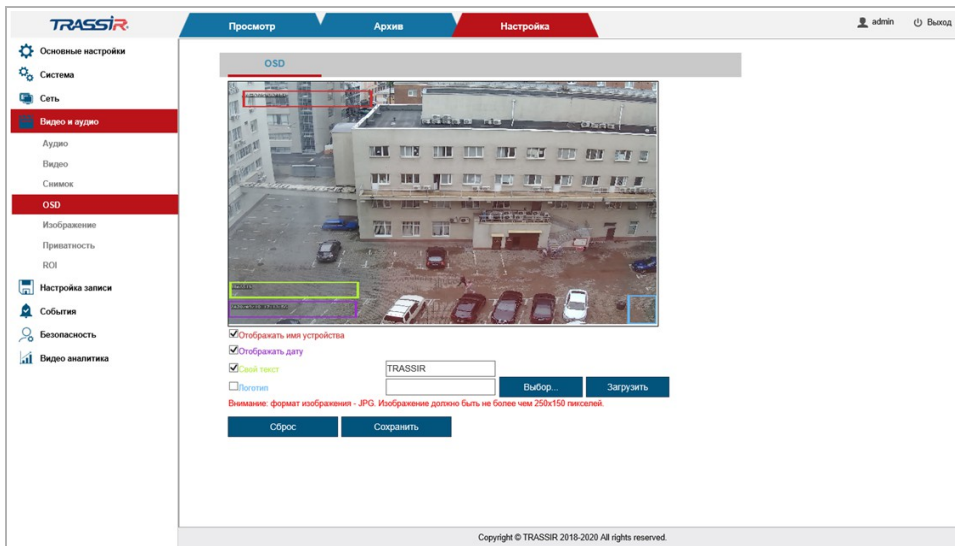 TRASSIR
Просмотр
Архив
Настройка
admin
Выход
Основные настройки
Система
Сеть
Видео и аудио
Аудио
Видео
Снимок
OSD
Изображение
Приватность
ROI
Настройка записи
События
Безопасность
Видео аналитика
OSD
Отображать имя устройства
Отображать дату
Свой текст
TRASSIR
Логотип
Выбор...
Загрузить
Внимание: формат изображения - JPG. Изображение должно быть не более чем 250x150 пикселей.
Сброс
Сохранить
Copyright © TRASSIR 2018-2020 All rights reserved.